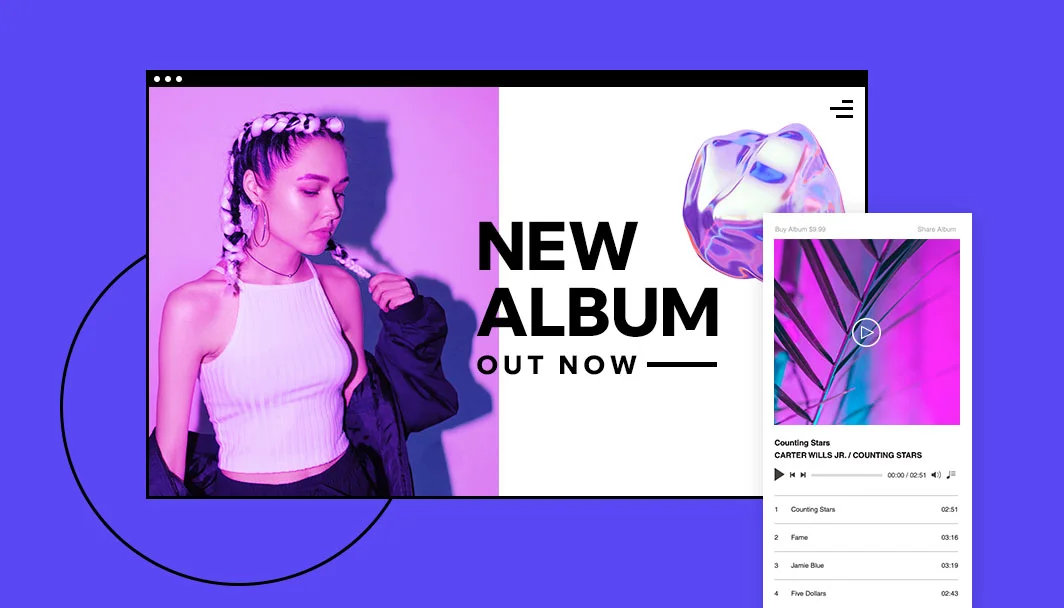 NEW
ALBUM
OUT NOW
Buy Album $9.99 Share Album
Counting Stars
CARTER WILLS JR. / COUNTING STARS
00:00 / 02:51
1 Counting Stars 02:51
2 Fame 03:16
3 Jamie Blue 03:19
4 Five Dollars 02:43